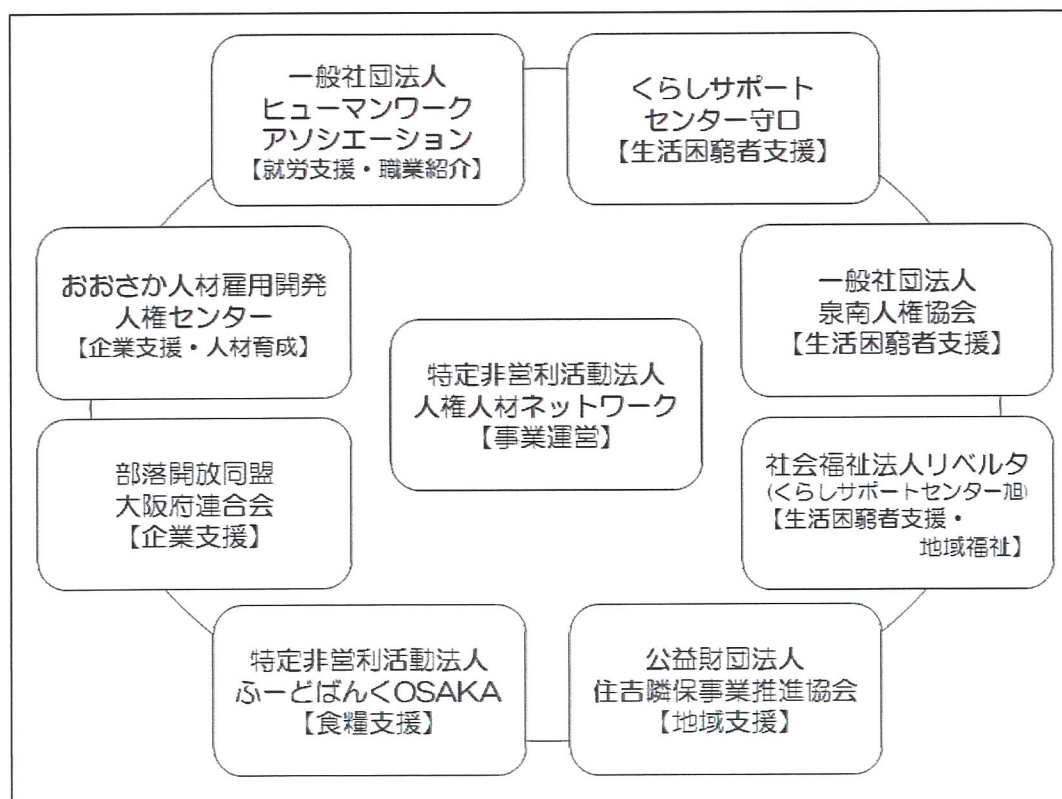 一般社団法人
ヒューマンワーク
アソシエーション
【就労支援・職業紹介】
くらしサポート
センター守口
【生活困窮者支援】
おおさか人材雇用開発
人権センター
【企業支援・人材育成】
一般社団法人
泉南人権協会
【生活困窮者支援】
特定非営利活動法人
人権人材ネットワーク
【事業運営】
部落開放同盟
大阪府連合会
【企業支援】
社会福祉法人リベルタ
(くらしサポートセンター旭)
【生活困窮者支援・
地域福祉】
特定非営利活動法人
ふーどばんくOSAKA
【食糧支援】
公益財団法人
住吉隣保事業推進協会
【地域支援】